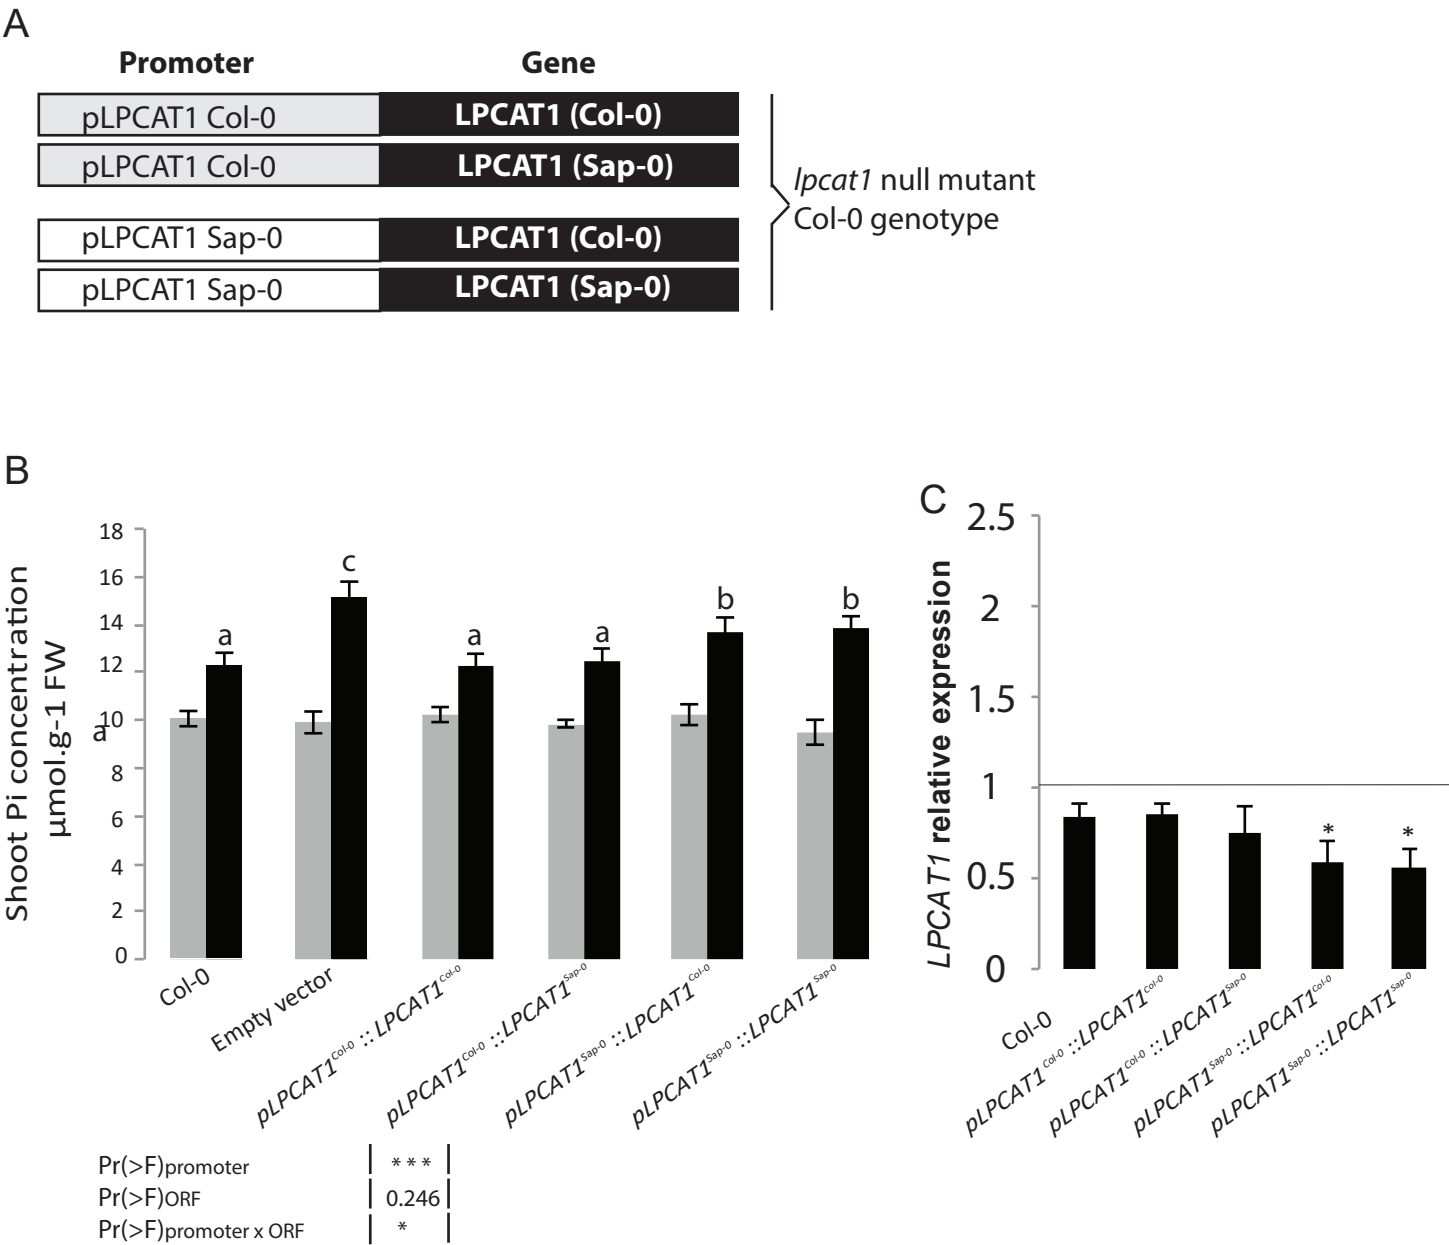 A
Promoter Gene
pLPCAT1 Col-0 LPCAT1 (Col-0)
pLPCAT1 Col-0 LPCAT1 (Sap-0)
pLPCAT1 Sap-0 LPCAT1 (Col-0)
pLPCAT1 Sap-0 LPCAT1 (Sap-0)
lpcat1 null mutant
Col-0 genotype
B
Shoot Pi concentration
µmol.g-1 FW
18
16
14
12
10
8
6
4
2
0
a
a
c
a
a
b
b
Col-0
Empty vector
pLPCAT1Col-0 ::LPCAT1Col-0
pLPCAT1Col-0 ::LPCAT1Sap-0
pLPCAT1Sap-0 ::LPCAT1Col-0
pLPCAT1Sap-0 ::LPCAT1Sap-0
Pr(>F)promoter | *** |
Pr(>F)ORF | 0.246 |
Pr(>F)promoter x ORF | * |
C
LPCAT1 relative expression
2.5
2
1.5
1
0.5
0
*
*
Col-0
pLPCAT1Col-0 ::LPCAT1Col-0
pLPCAT1Col-0 ::LPCAT1Sap-0
pLPCAT1Sap-0 ::LPCAT1Col-0
pLPCAT1Sap-0 ::LPCAT1Sap-0